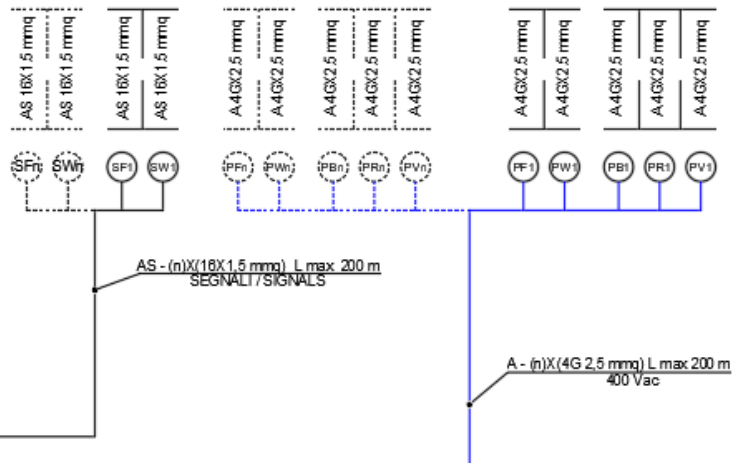 AS 16X1.5 mmq
AS 16X1.5 mmq
AS 16X1.5 mmq
AS 16X1.5 mmq
A 4GX2.5 mmq
A 4GX2.5 mmq
A 4GX2.5 mmq
A 4GX2.5 mmq
A 4GX2.5 mmq
A 4GX2.5 mmq
A 4GX2.5 mmq
A 4GX2.5 mmq
A 4GX2.5 mmq
A 4GX2.5 mmq
SFn SWn SF1 SW1 PFn PWn PBn PRn PVn PF1 PW1 PB1 PR1 PV1
AS - (n)X(16X1,5 mmq) L max 200 m
SEGNALI / SIGNALS
A - (n)X(4G 2,5 mmq) L max 200 m
400 Vac